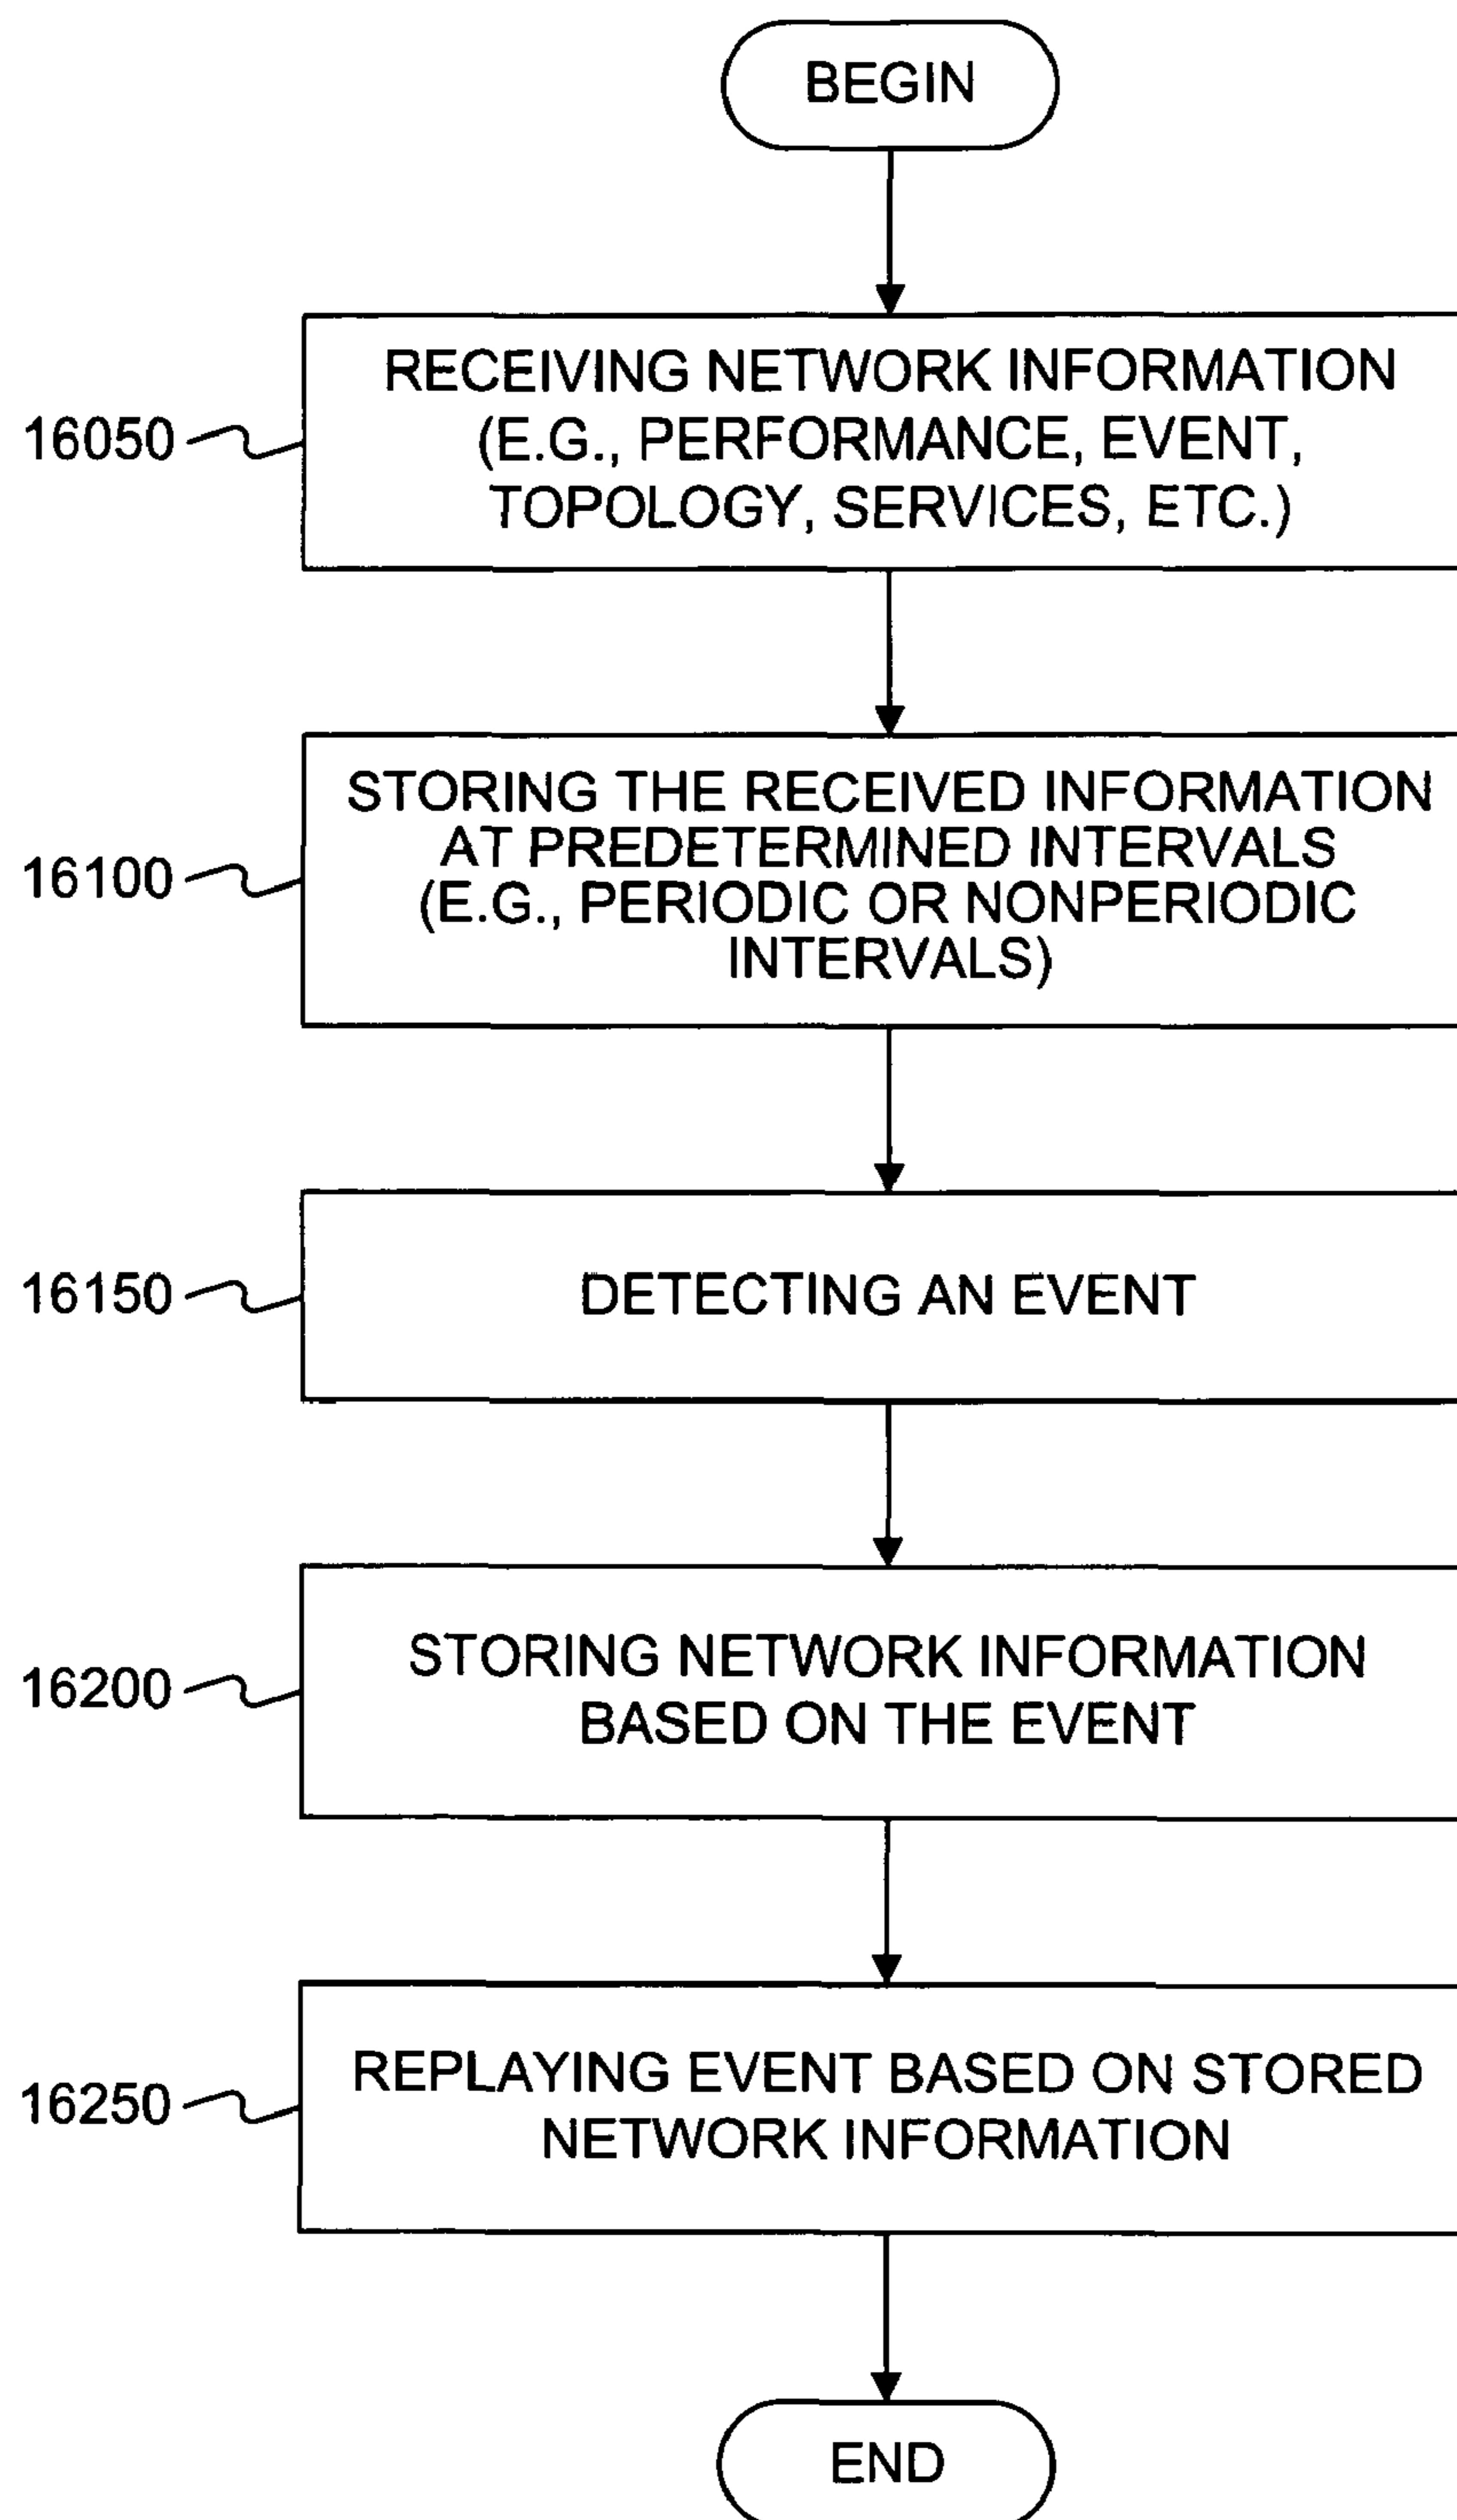 BEGIN
RECEIVING NETWORK INFORMATION
(E.G., PERFORMANCE, EVENT,
TOPOLOGY, SERVICES, ETC.)
16050
STORING THE RECEIVED INFORMATION
AT PREDETERMINED INTERVALS
(E.G., PERIODIC OR NONPERIODIC
INTERVALS)
16100
DETECTING AN EVENT
16150
STORING NETWORK INFORMATION
BASED ON THE EVENT
16200
REPLAYING EVENT BASED ON STORED
NETWORK INFORMATION
16250
END